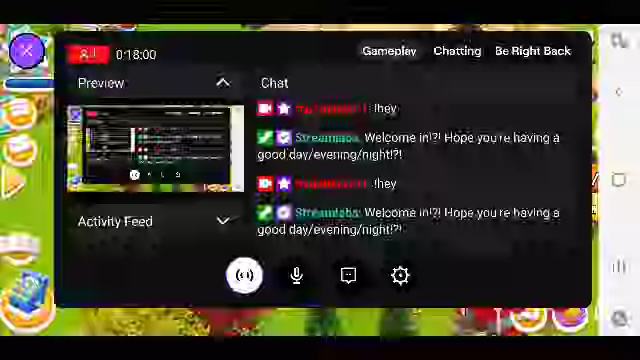 1 0:18:00 Gameplay Chatting Be Right Back
Preview
Chat
!hey
Streamlabs: Welcome in!?! Hope you're having a
good day/evening/night!?!
!hey
Streamlabs: Welcome in!?! Hope you're having a
good day/evening/night!?!
Activity Feed